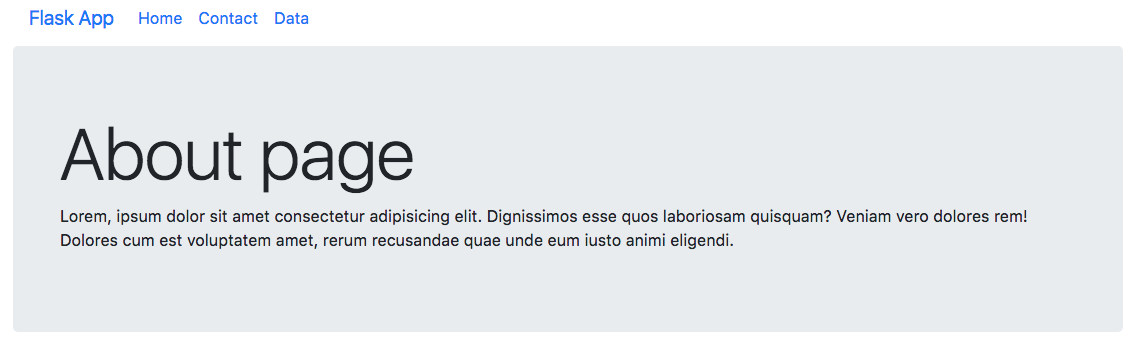 Flask App Home Contact Data
About page
Lorem, ipsum dolor sit amet consectetur adipisicing elit. Dignissimos esse quos laboriosam quisquam? Veniam vero dolores rem!
Dolores cum est voluptatem amet, rerum recusandae quae unde eum iusto animi eligendi.